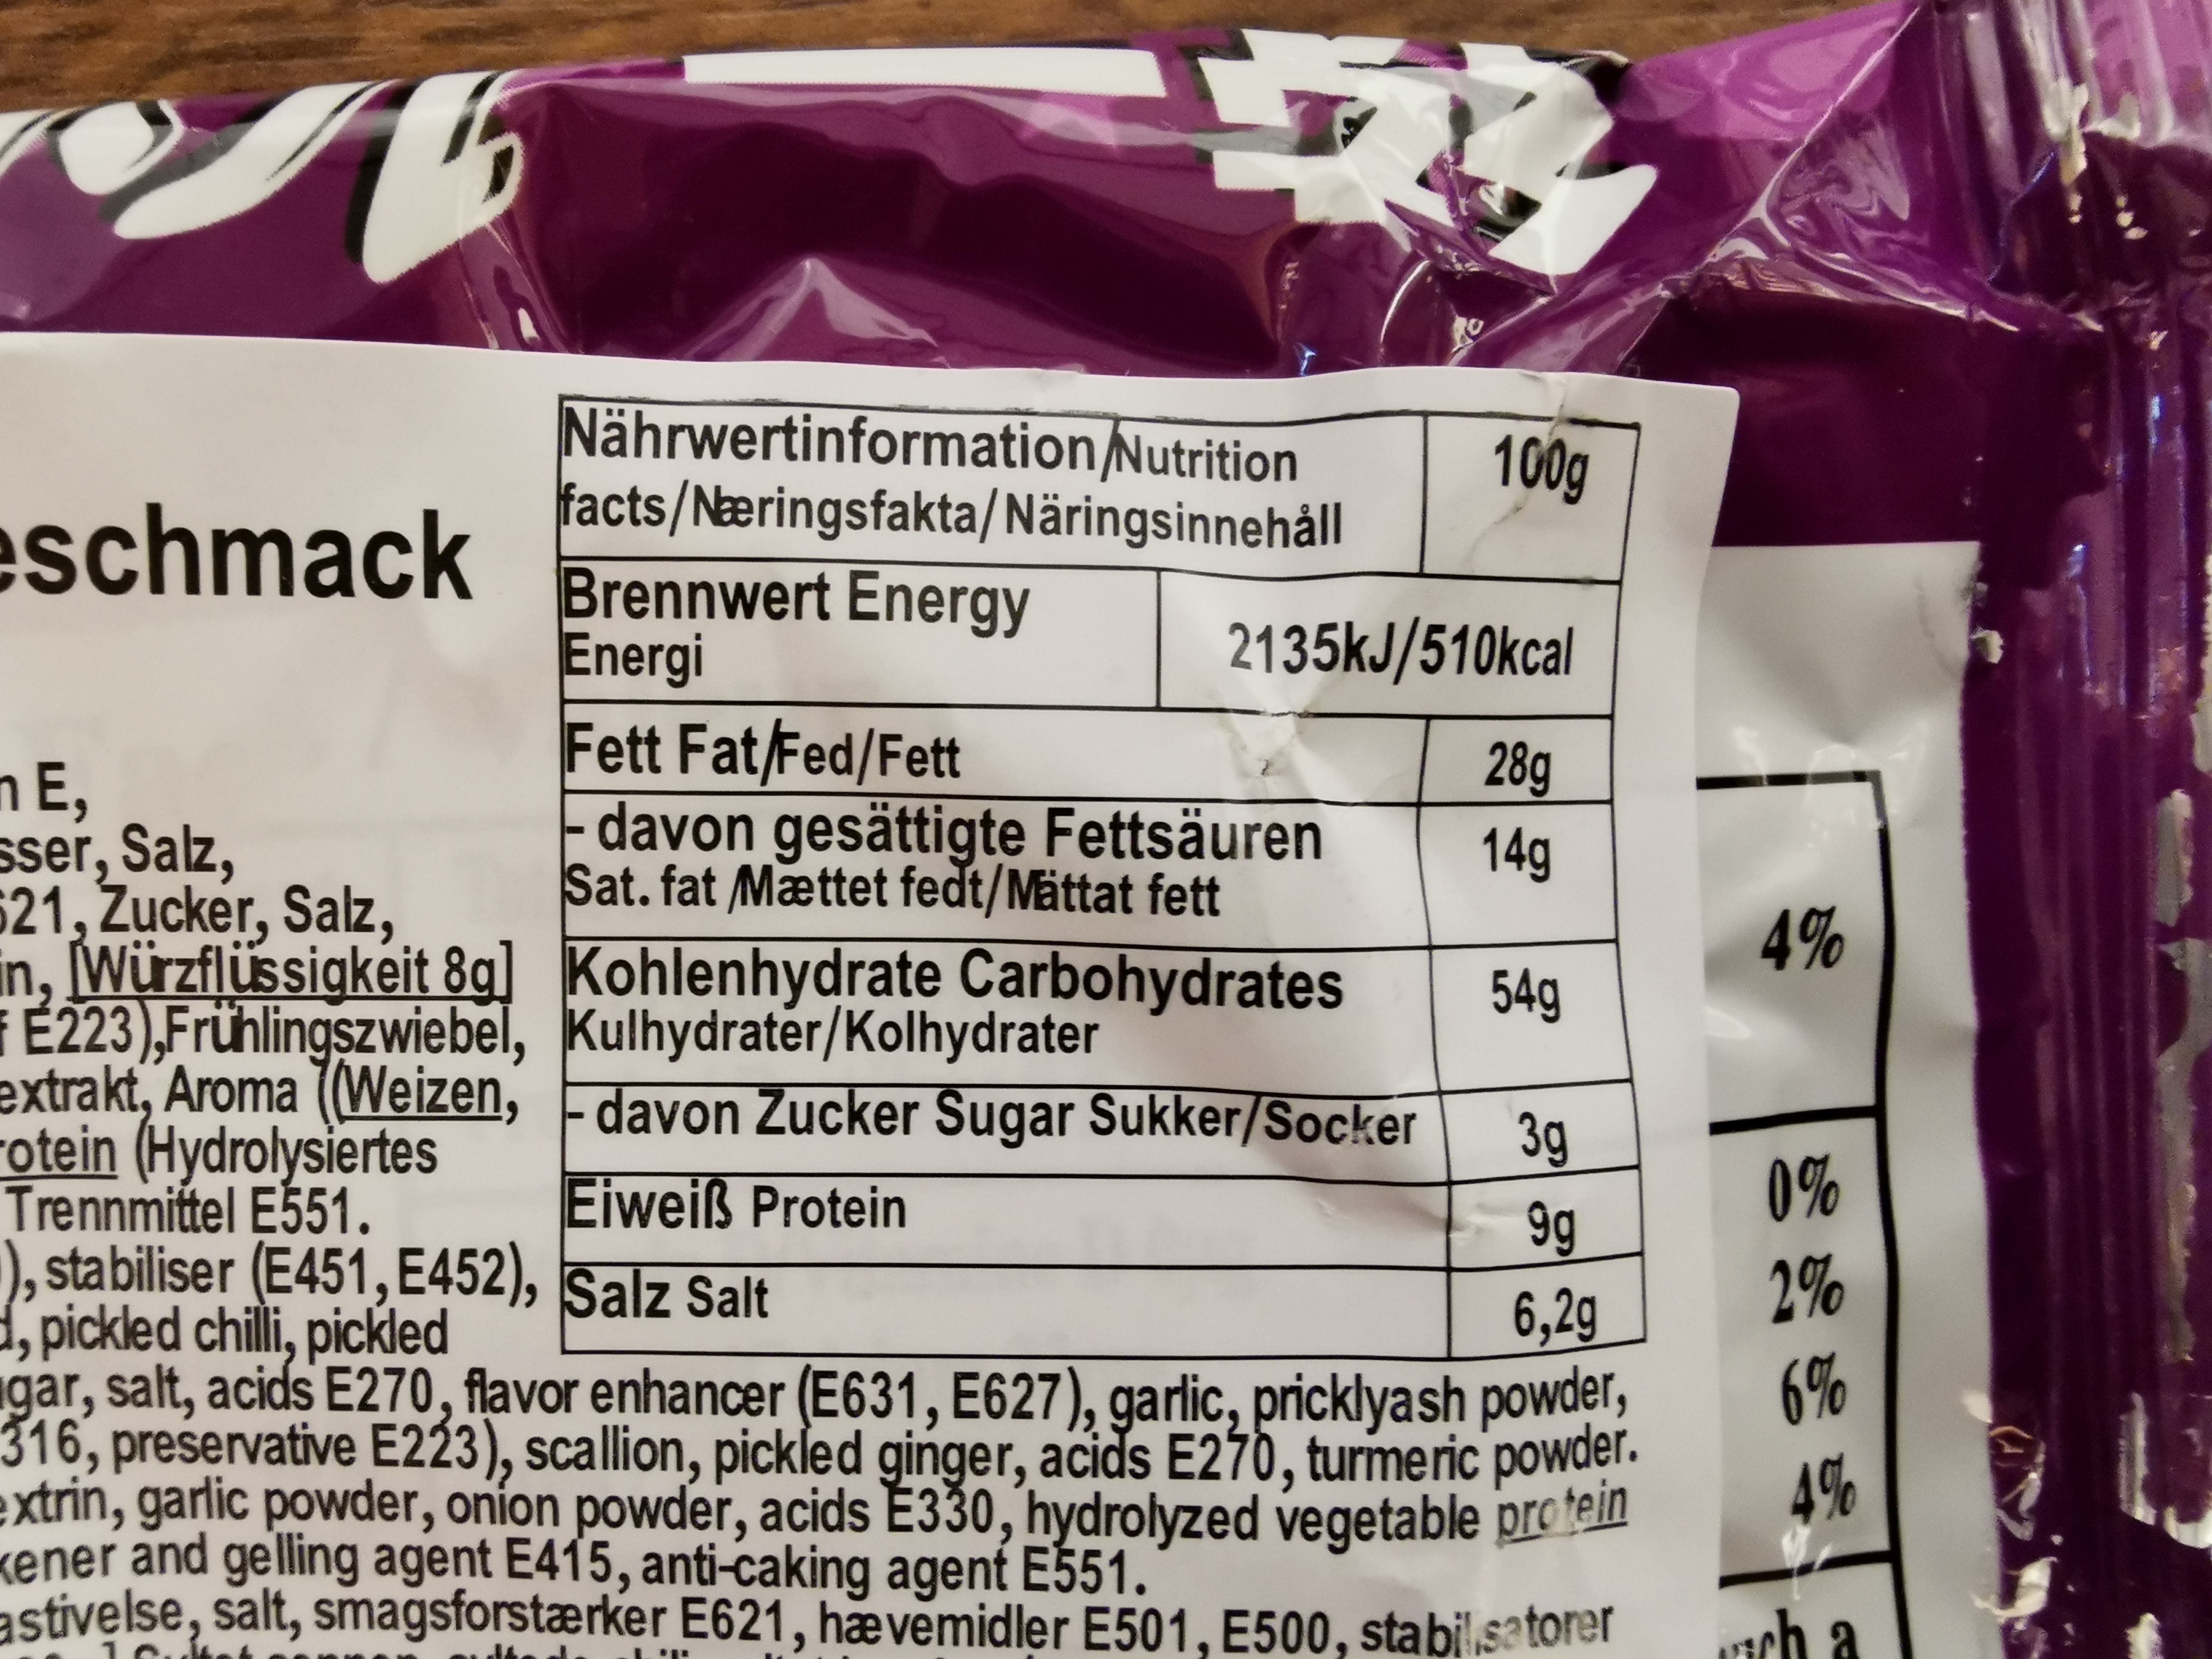 eschmack
Nährwertinformation/Nutrition
facts/Næringsfakta/Näringsinnehåll
100g
Brennwert Energy
Energi
2135kJ/510kcal
Fett Fat/Fed/Fett
28g
- davon gesättigte Fettsäuren
Sat. fat /Mættet fedt/Mättat fett
14g
Kohlenhydrate Carbohydrates
Kulhydrater/Kolhydrater
54g
- davon Zucker Sugar Sukker/Socker
3g
Eiweiß Protein
9g
Salz Salt
6,2g
n E,
sser, Salz,
621, Zucker, Salz,
in, [Würzflüssigkeit 8g]
f E223),Frühlingszwiebel,
extrakt, Aroma ((Weizen,
rotein (Hydrolysiertes
Trennmittel E551.
), stabiliser (E451, E452),
d, pickled chilli, pickled
gar, salt, acids E270, flavor enhancer (E631, E627), garlic, pricklyash powder,
316, preservative E223), scallion, pickled ginger, acids E270, turmeric powder.
extrin, garlic powder, onion powder, acids E330, hydrolyzed vegetable protein
kener and gelling agent E415, anti-caking agent E551.
astivelse, salt, smagsforstærker E621, hævemidler E501, E500, stabilisatorer
4%
0%
2%
6%
4%
a